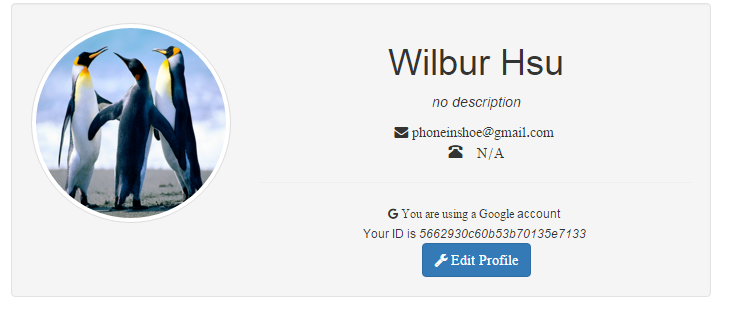 Wilbur Hsu
no description
phoneinshoe@gmail.com
N/A
You are using a Google account
Your ID is 5662930c60b53b70135e7133
Edit Profile